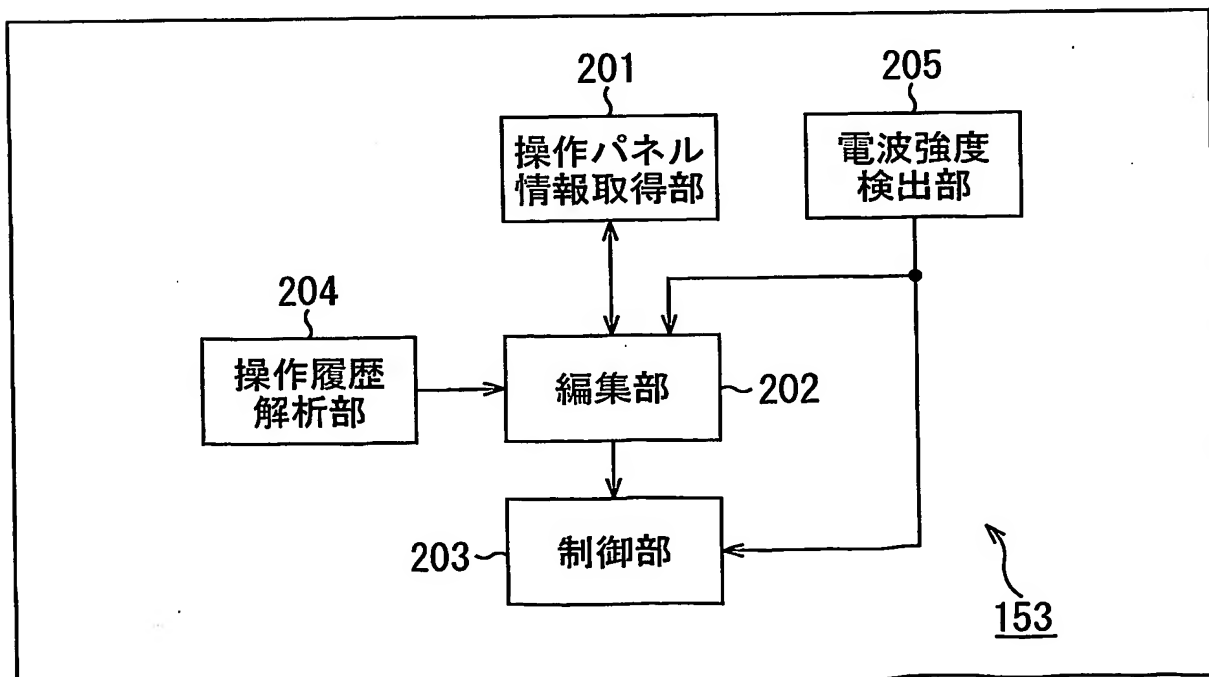 201
操作パネル
情報取得部
205
電波強度
検出部
204
操作履歴
解析部
編集部
202
203
制御部
153